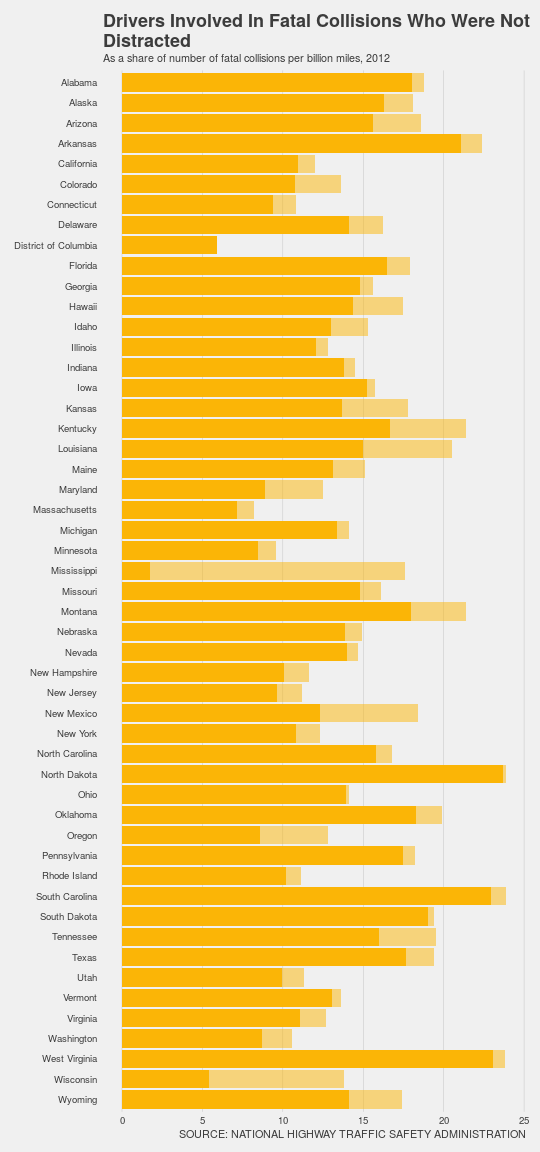 Drivers Involved In Fatal Collisions Who Were Not
Distracted
As a share of number of fatal collisions per billion miles, 2012
Alabama
Alaska
Arizona
Arkansas
California
Colorado
Connecticut
Delaware
District of Columbia
Florida
Georgia
Hawaii
Idaho
Illinois
Indiana
Iowa
Kansas
Kentucky
Louisiana
Maine
Maryland
Massachusetts
Michigan
Minnesota
Mississippi
Missouri
Montana
Nebraska
Nevada
New Hampshire
New Jersey
New Mexico
New York
North Carolina
North Dakota
Ohio
Oklahoma
Oregon
Pennsylvania
Rhode Island
South Carolina
South Dakota
Tennessee
Texas
Utah
Vermont
Virginia
Washington
West Virginia
Wisconsin
Wyoming
0 5 10 15 20 25
SOURCE: NATIONAL HIGHWAY TRAFFIC SAFETY ADMINISTRATION